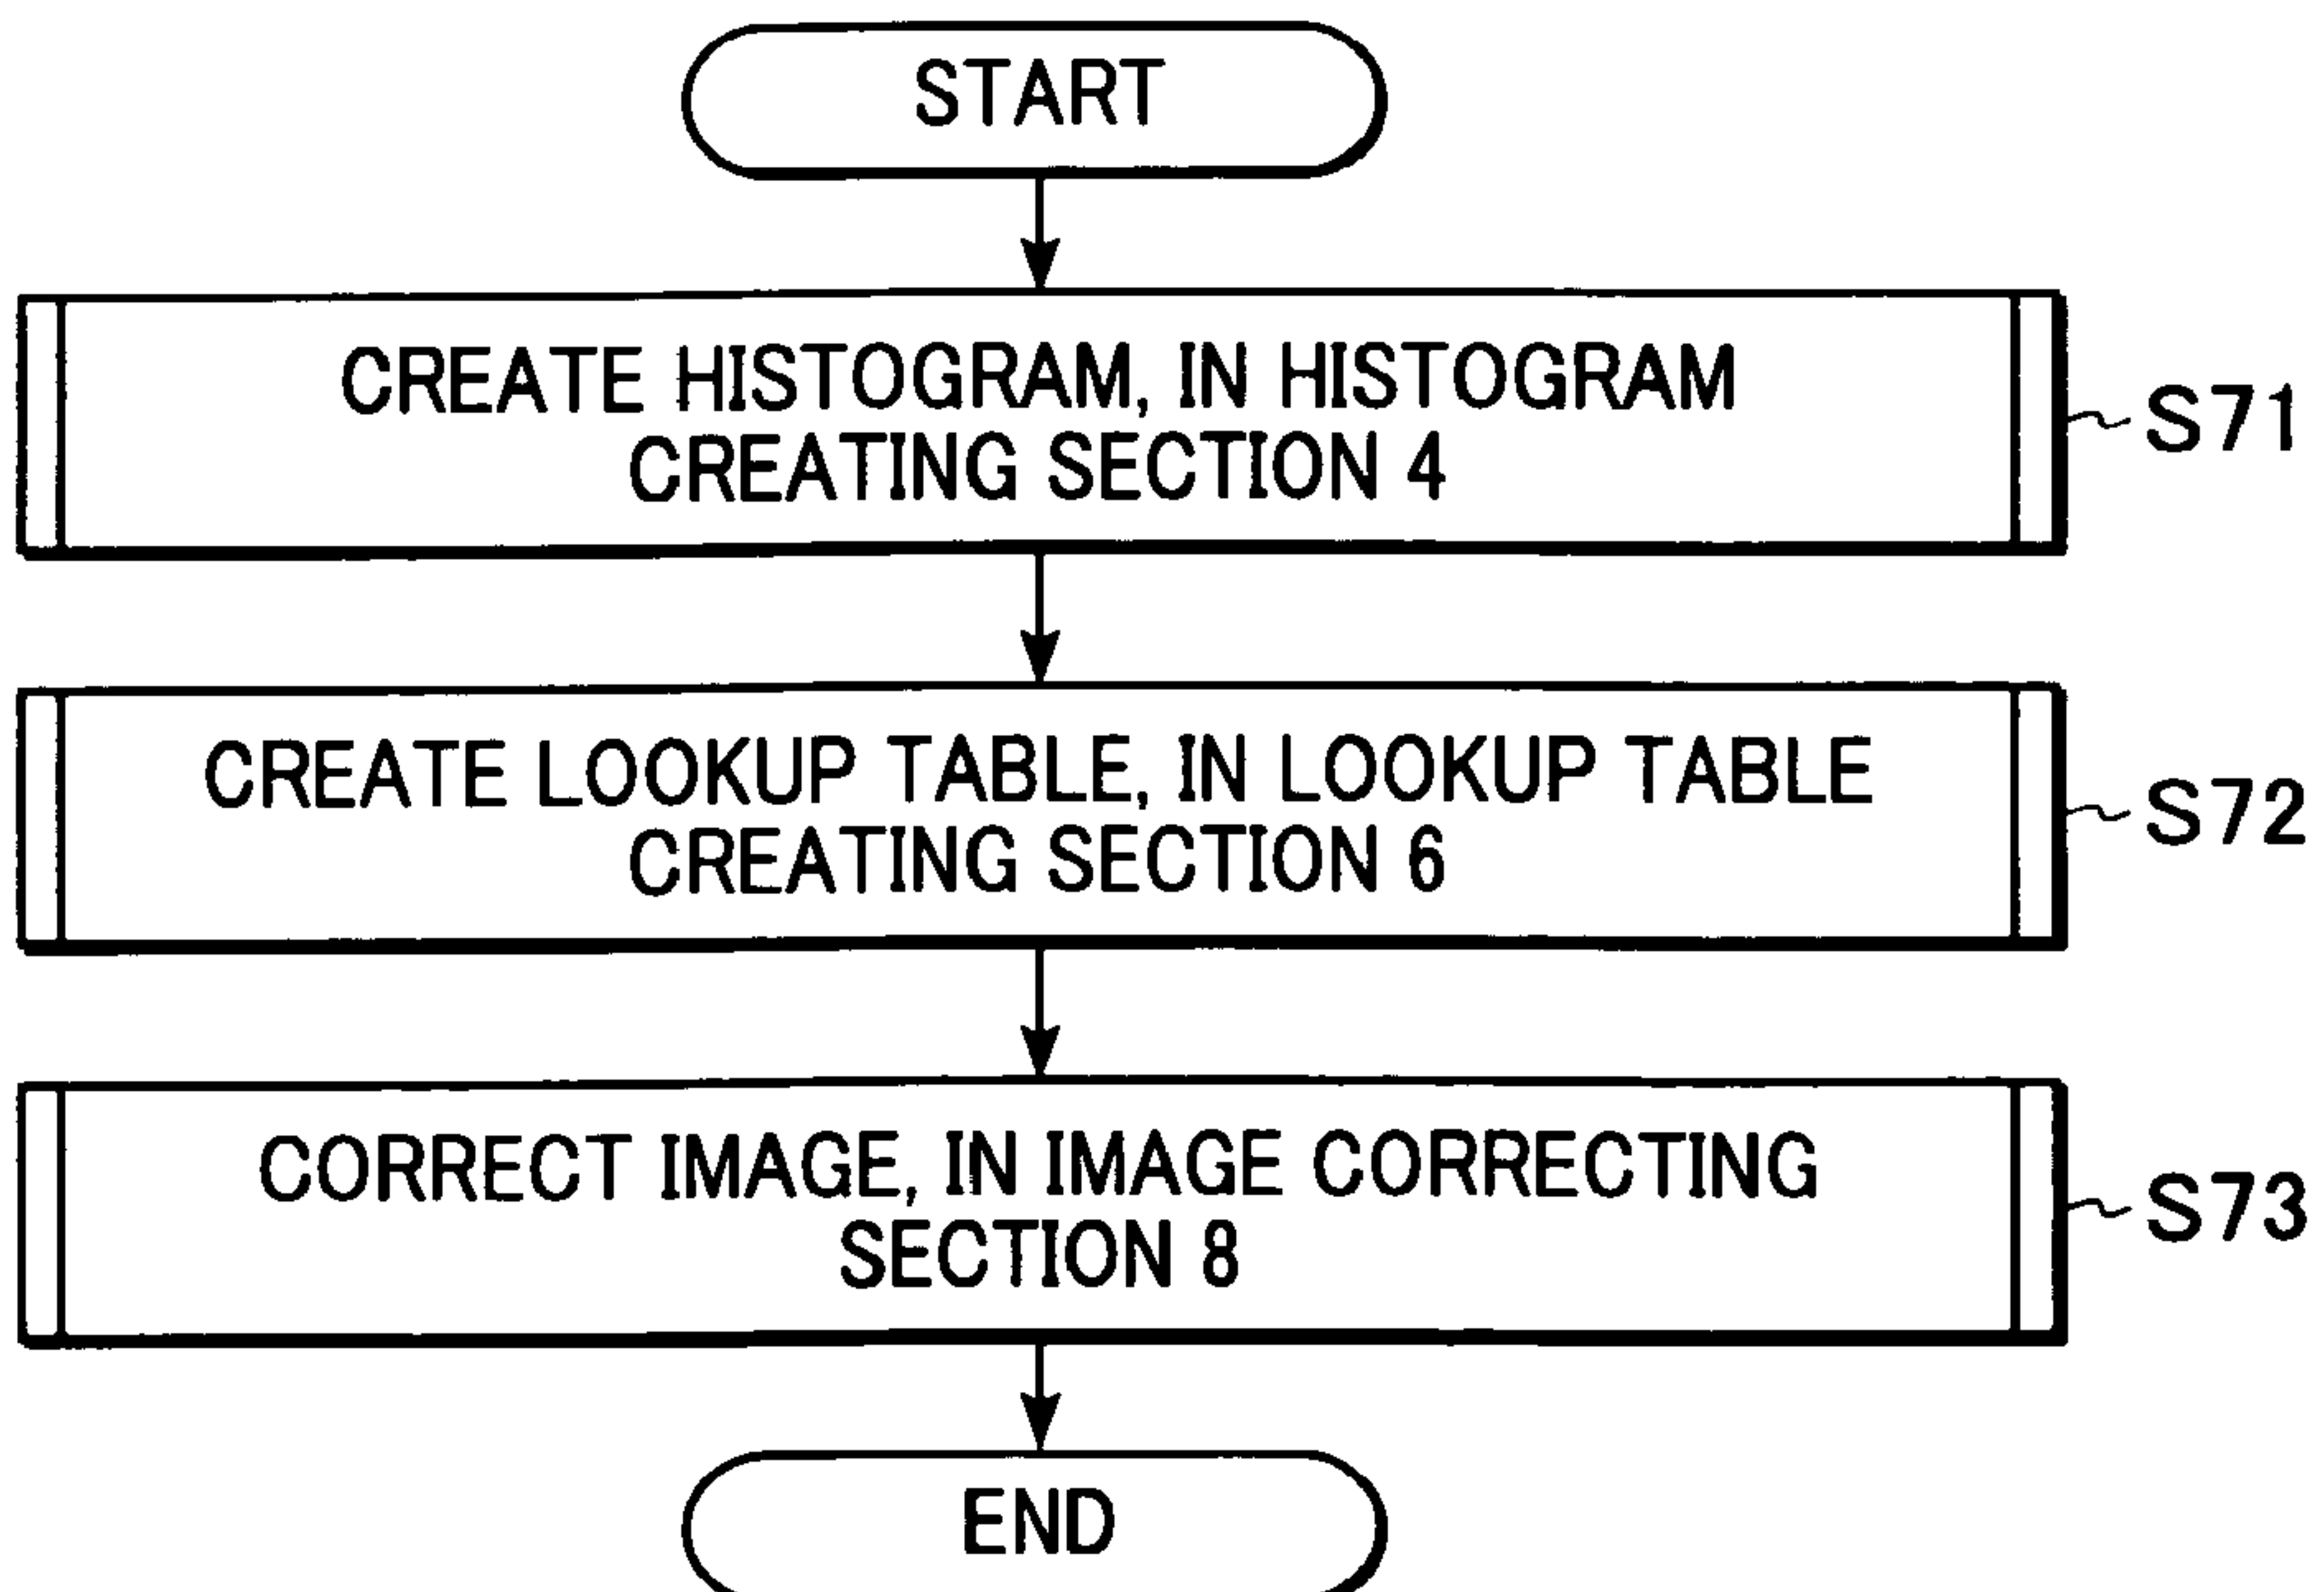 START
CREATE HISTOGRAM, IN HISTOGRAM
CREATING SECTION 4
S71
CREATE LOOKUP TABLE, IN LOOKUP TABLE
CREATING SECTION 6
S72
CORRECT IMAGE, IN IMAGE CORRECTING
SECTION 8
S73
END